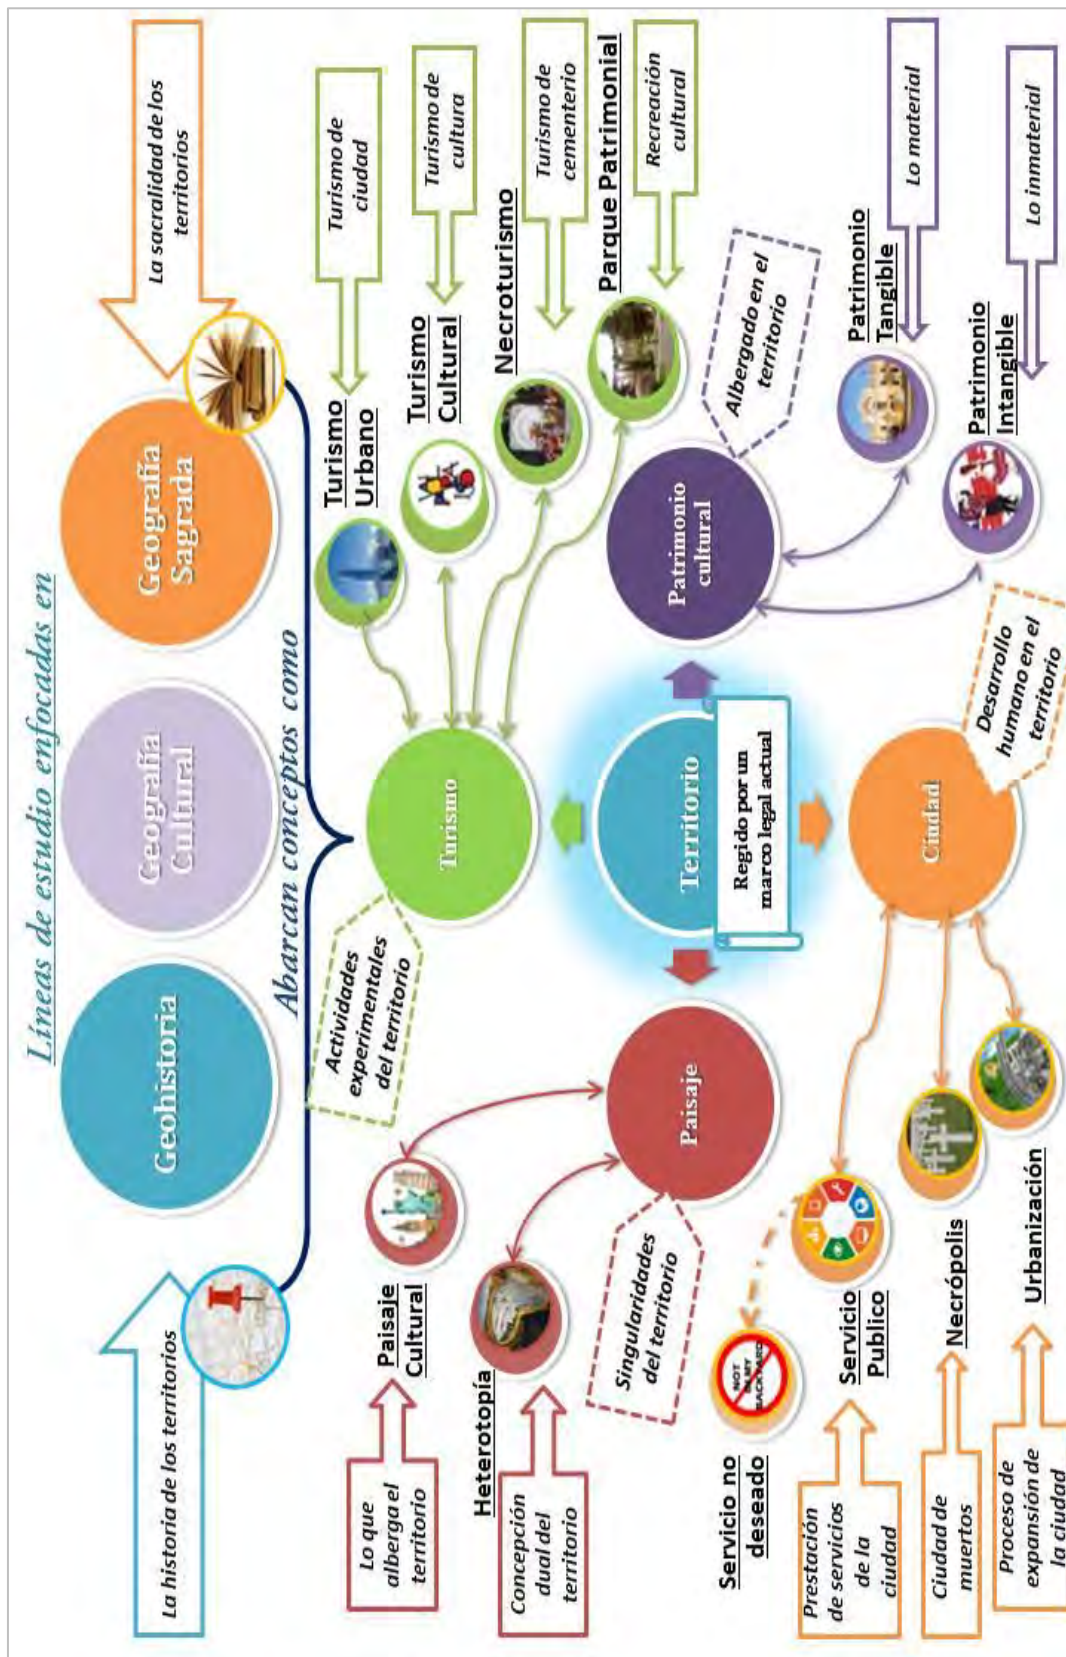 Líneas de estudio enfocadas en
La historia de los territorios
Geohistoria
Geografía
Cultural
Geografía
Sagrada
La sacralidad de los
territorios
Abarcan conceptos como
Actividades
experimentales
del territorio
Turismo
Turismo
Urbano
Turismo de
ciudad
Turismo
Cultural
Turismo de
cultura
Necroturismo
Turismo de
cementerio
Parque Patrimonial
Recreación
cultural
Lo que
alberga el
territorio
Paisaje
Cultural
Heterotopía
Concepción
dual del
territorio
Singularidades
del territorio
Paisaje
Territorio
Regido por un
marco legal actual
Patrimonio
cultural
Albergado en el
territorio
Patrimonio
Tangible
Lo material
Patrimonio
Intangible
Lo inmaterial
Ciudad
Desarrollo
humano en el
territorio
Servicio no
deseado
NOT
IN MY
BACKYARD
Prestación
de servicios
de la
ciudad
Servicio
Publico
Ciudad de
muertos
Necrópolis
Proceso de
expansión de
la ciudad
Urbanización